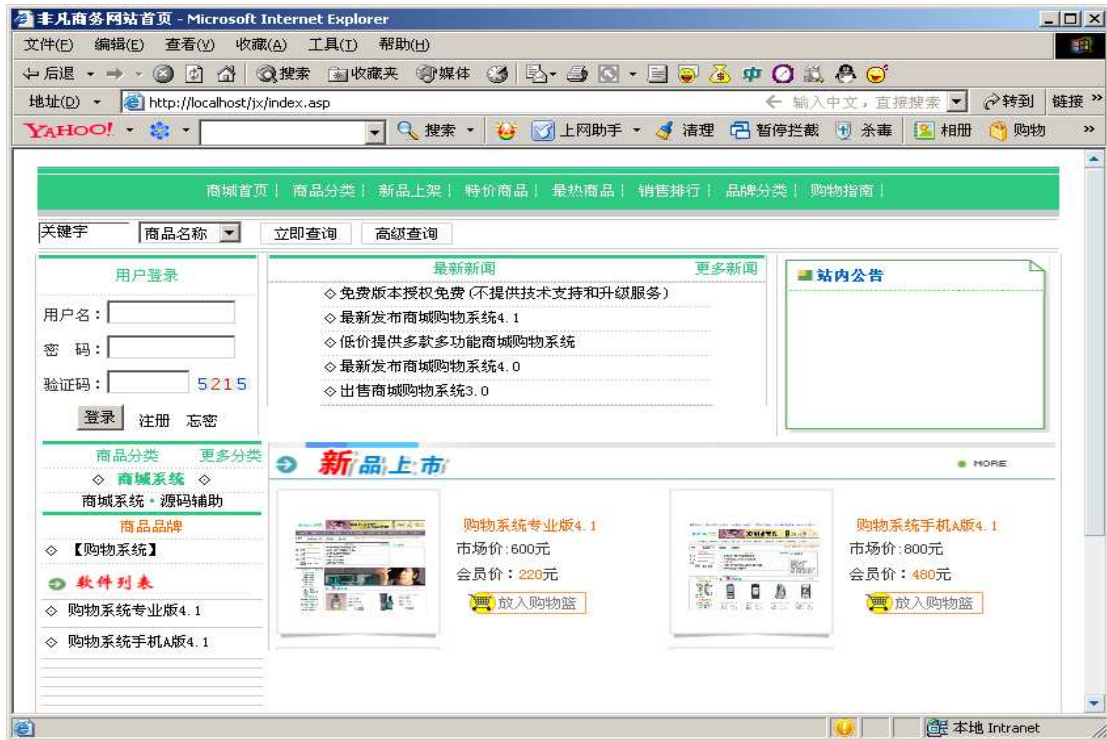 非凡商务网站首页 - Microsoft Internet Explorer
文件(F) 编辑(E) 查看(V) 收藏(A) 工具(T) 帮助(H)
后退 搜索 收藏夹 媒体
地址(D) http://localhost/jx/index.asp 输入中文，直接搜索 转到 链接 »
YAHOO! 搜索 上网助手 清理 暂停拦截 杀毒 相册 购物 »
商城首页┆ 商品分类┆ 新品上架┆ 特价商品┆ 最热商品┆ 销售排行┆ 品牌分类┆ 购物指南┆
关键字 商品名称 立即查询 高级查询
用户登录
用户名：
密 码：
验证码： 5215
登录 注册 忘密
最新新闻 更多新闻
◇免费版本授权免费(不提供技术支持和升级服务)
◇最新发布商城购物系统4.1
◇低价提供多款多功能商城购物系统
◇最新发布商城购物系统4.0
◇出售商城购物系统3.0
站内公告
商品分类 更多分类
◇ 商城系统 ◇
商城系统·源码辅助
商品品牌
◇ 【购物系统】
软件列表
◇ 购物系统专业版4.1
◇ 购物系统手机A版4.1
新品上市 MORE
购物系统专业版4.1
市场价:600元
会员价：220元
放入购物篮
购物系统手机A版4.1
市场价:800元
会员价：480元
放入购物篮
本地 Intranet